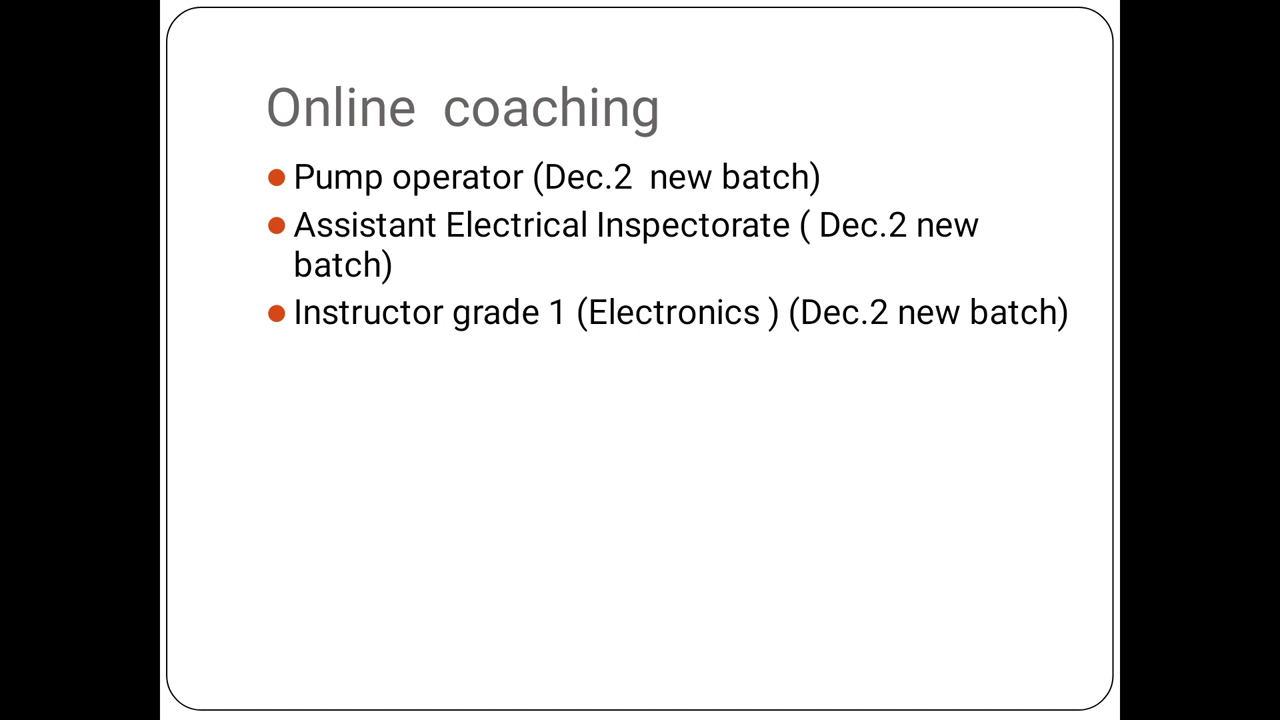 Online  coaching
Pump operator (Dec.2  new batch)
Assistant Electrical Inspectorate ( Dec.2 new
batch)
Instructor grade 1 (Electronics ) (Dec.2 new batch)